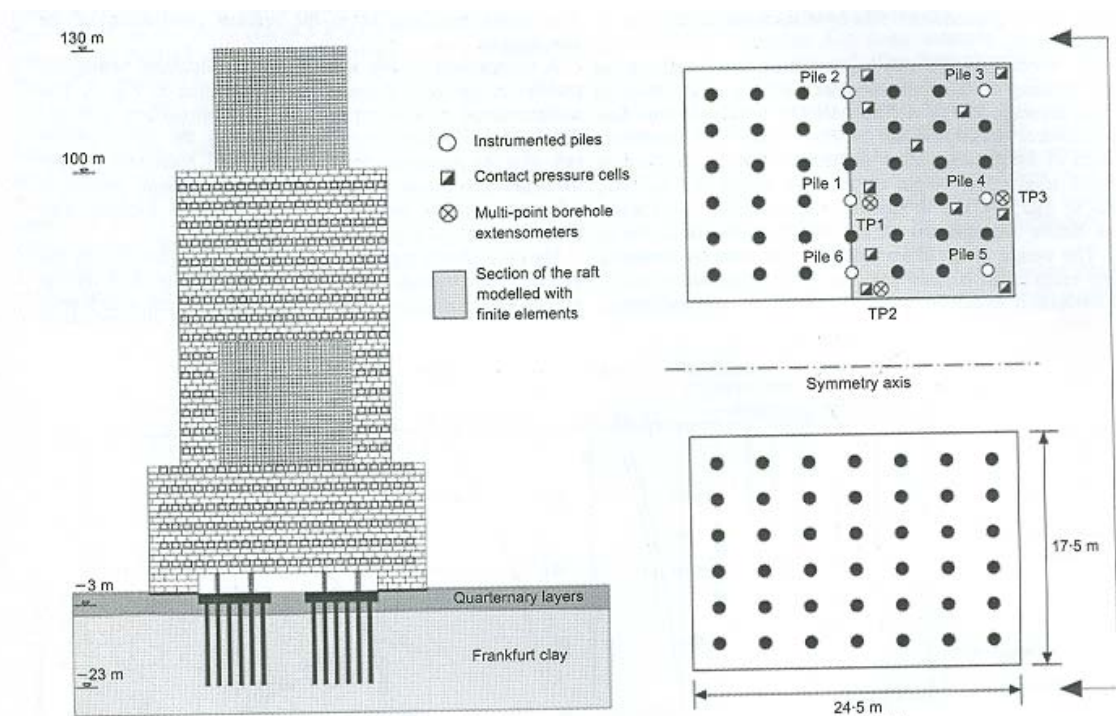 130 m
100 m
Instrumented piles
Contact pressure cells
Multi-point borehole
extensometers
Section of the raft
modelled with
finite elements
-3 m
Quarternary layers
Frankfurt clay
-23 m
Pile 2
Pile 3
Pile 1
Pile 4
TP3
TP1
Pile 6
Pile 5
TP2
Symmetry axis
17·5 m
24·5 m